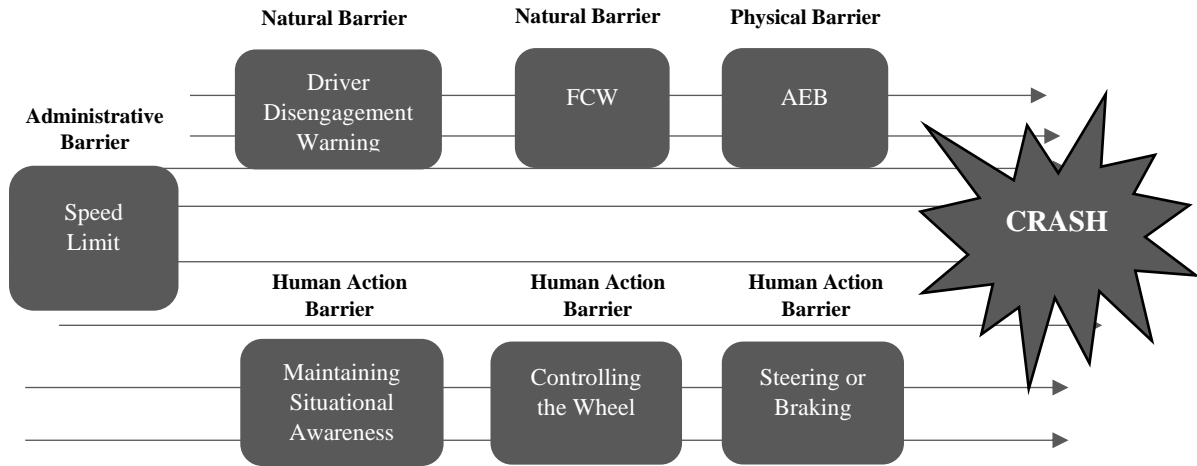 Natural Barrier
Natural Barrier
Physical Barrier
Driver
Disengagement
Warning
FCW
AEB
Administrative
Barrier
Speed
Limit
CRASH
Human Action
Barrier
Human Action
Barrier
Human Action
Barrier
Maintaining
Situational
Awareness
Controlling
the Wheel
Steering or
Braking